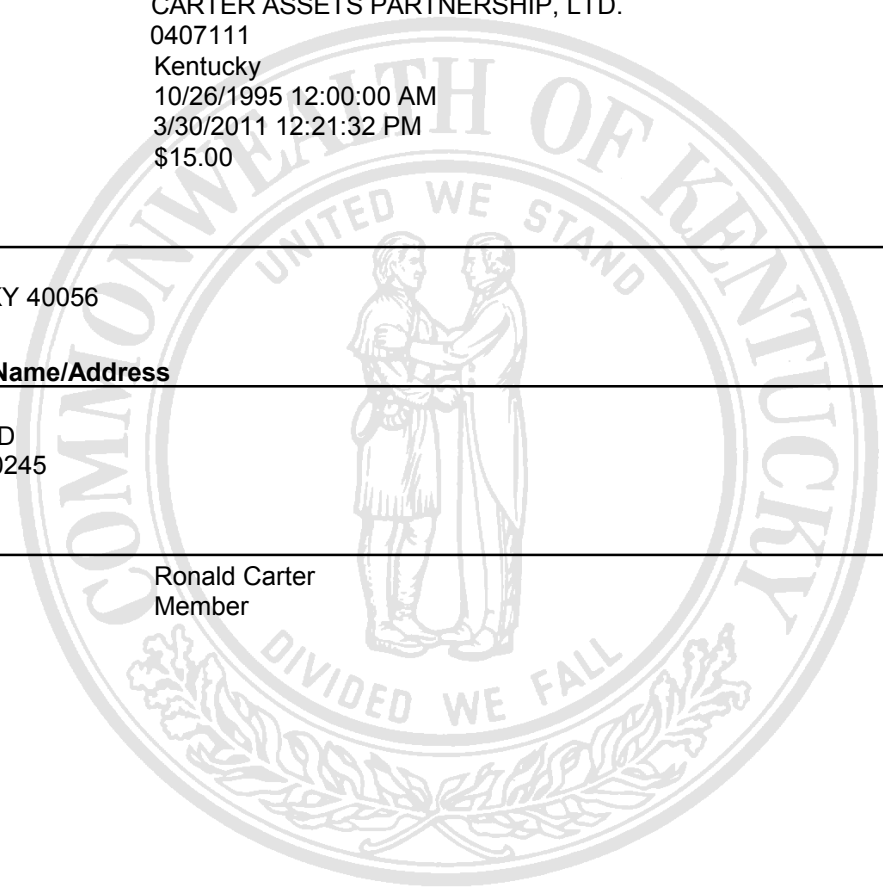 CARTER ASSETS PARTNERSHIP, LTD.
0407111
Kentucky
10/26/1995 12:00:00 AM
3/30/2011 12:21:32 PM
$15.00
KY 40056
Name/Address
D
0245
Ronald Carter
Member
COMMONWEALTH OF KENTUCKY
UNITED WE STAND
DIVIDED WE FALL